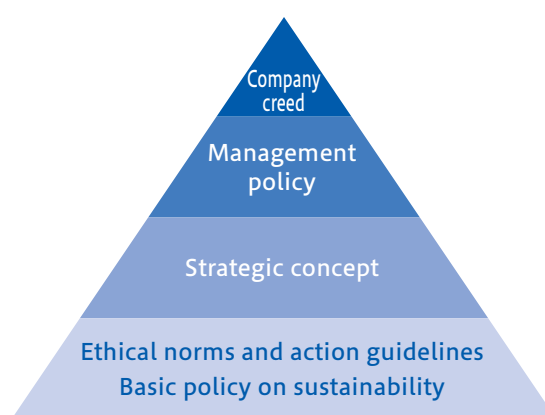 Company
creed
Management
policy
Strategic concept
Ethical norms and action guidelines
Basic policy on sustainability